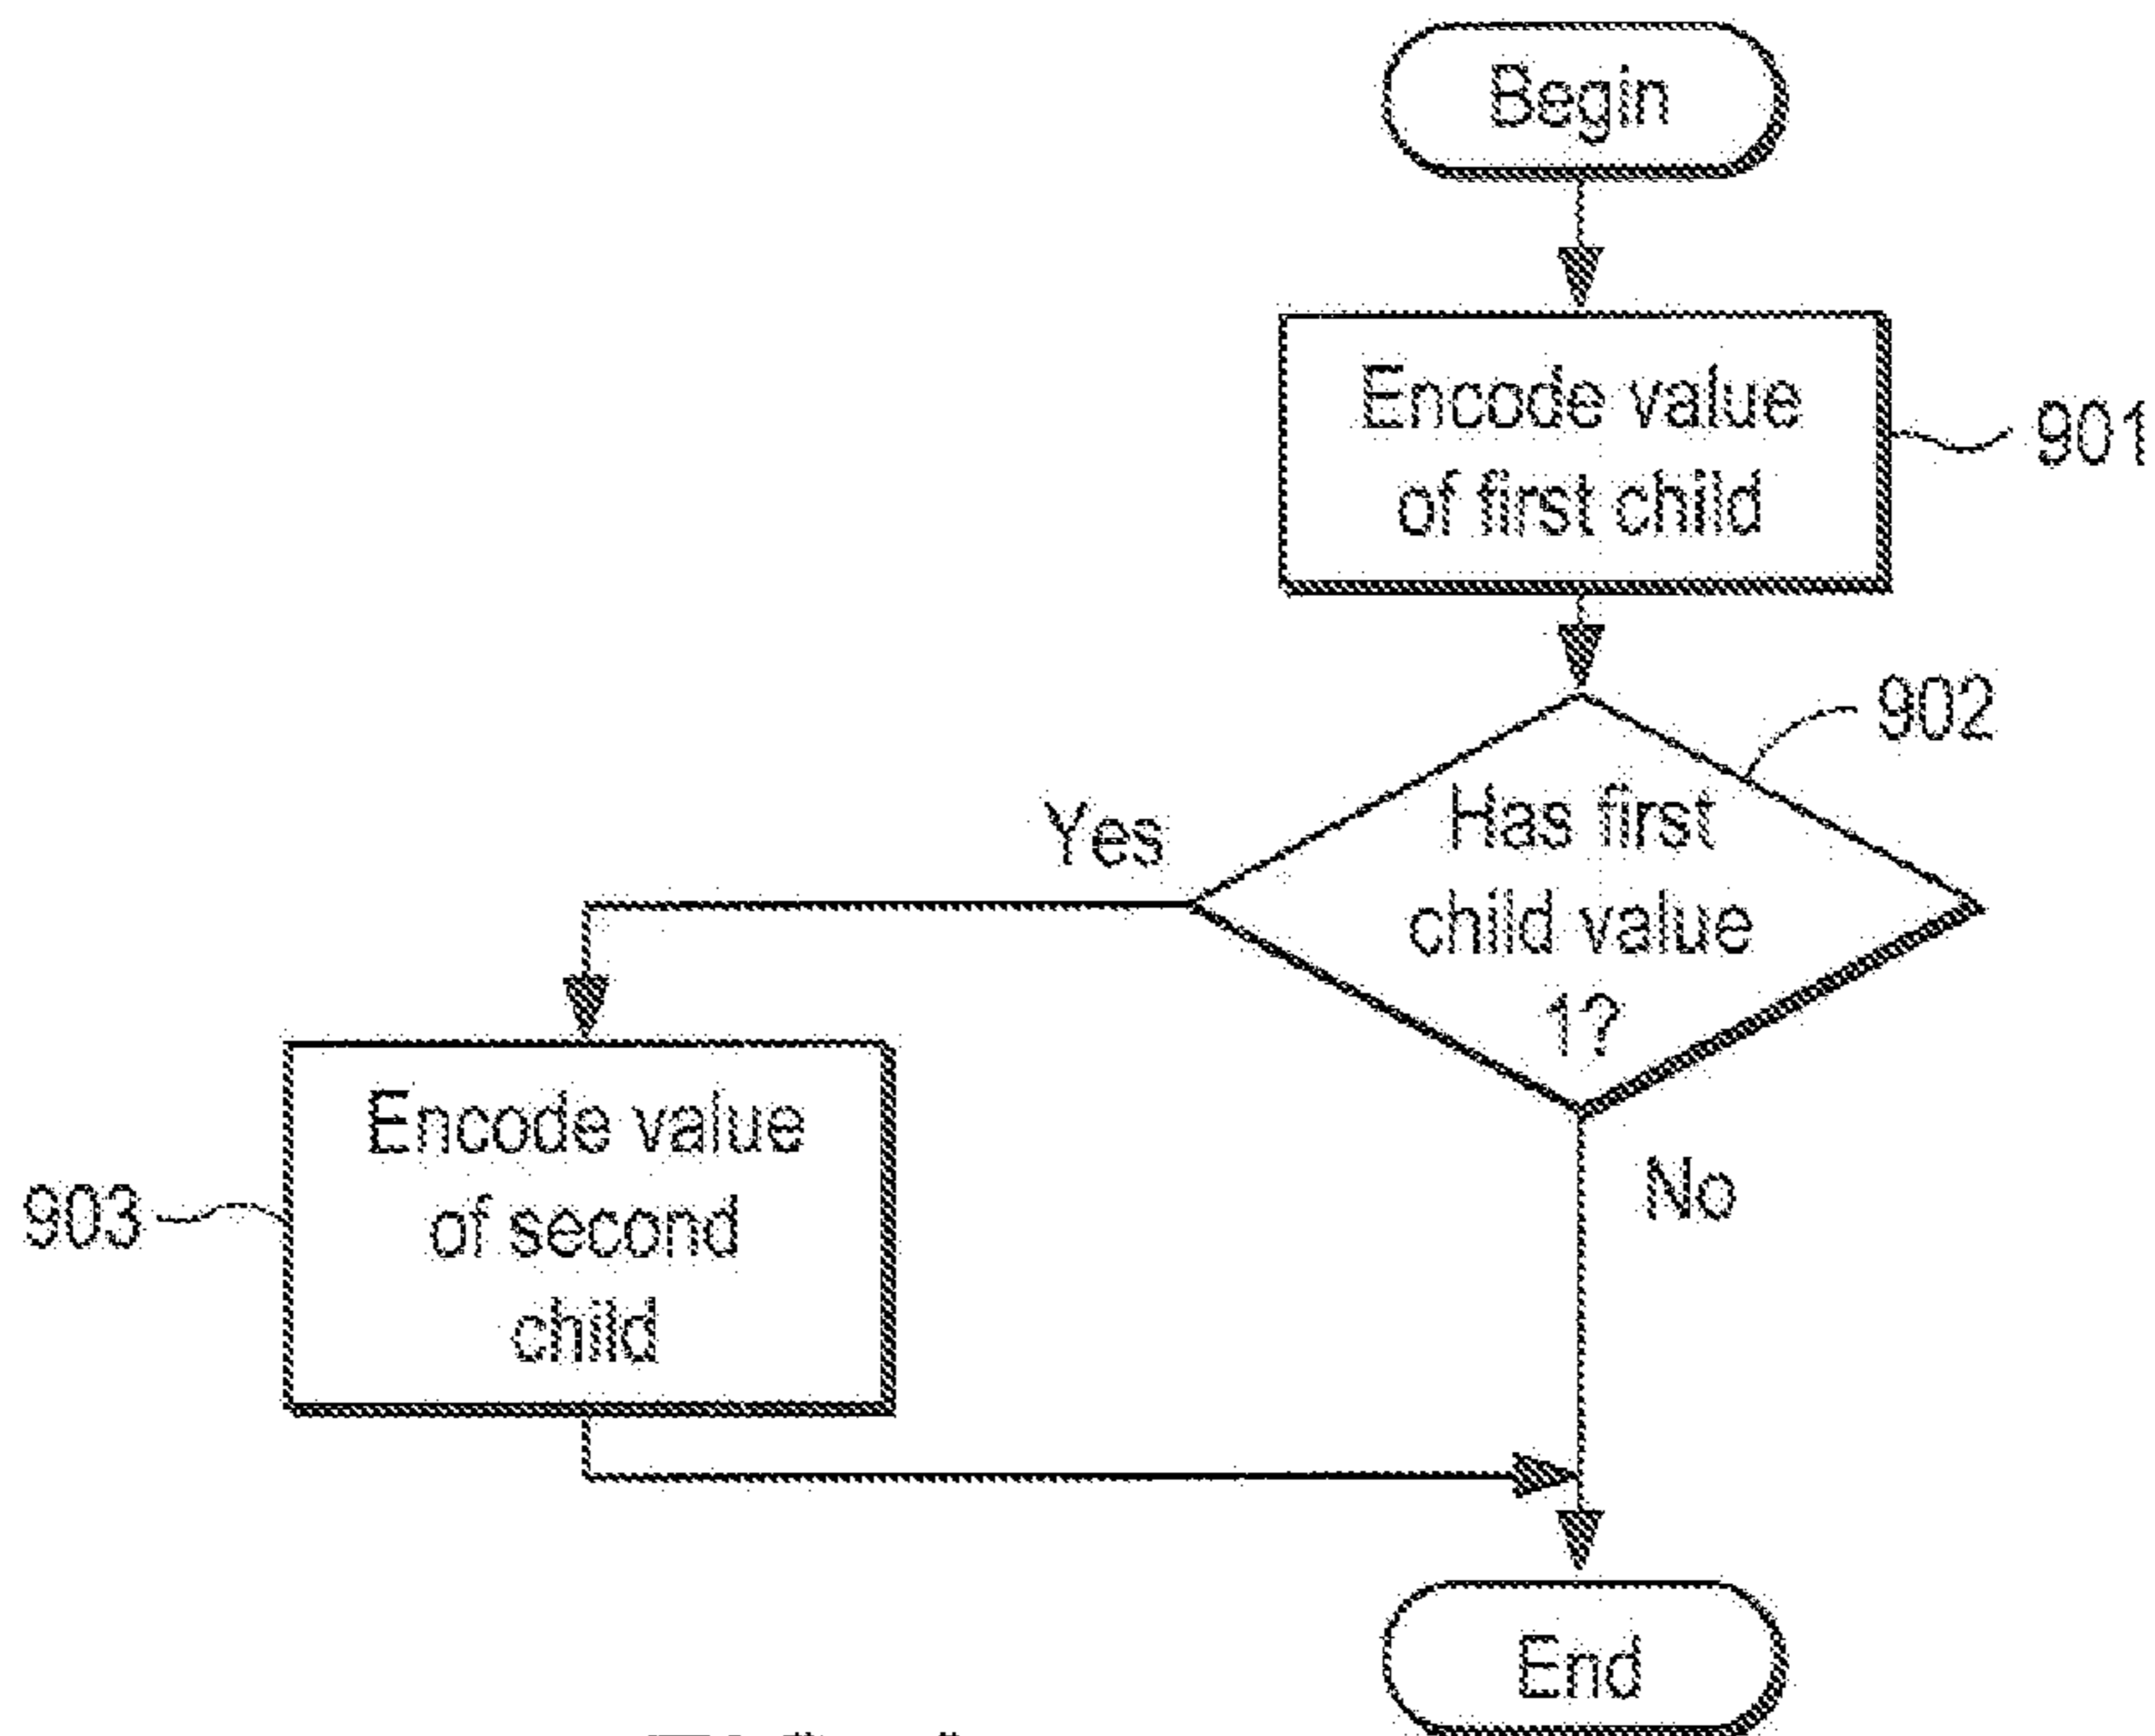 Begin
Encode value
of first child
901
902
Has first
child value
1?
Yes
No
Encode value
of second
child
903
End